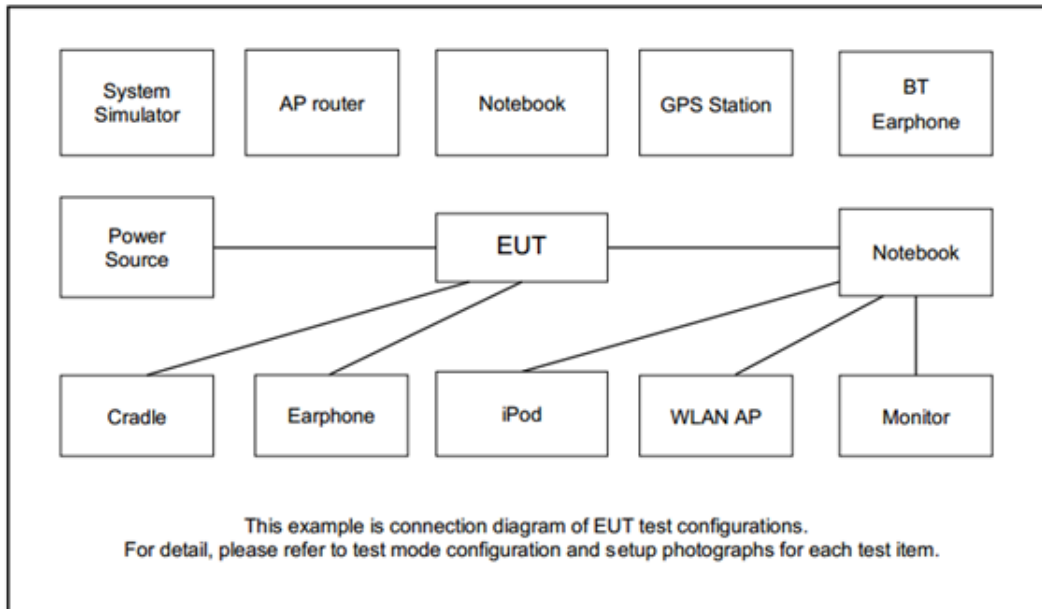 System
Simulator
AP router
Notebook
GPS Station
BT
Earphone
Power
Source
EUT
Notebook
Cradle
Earphone
iPod
WLAN AP
Monitor
This example is connection diagram of EUT test configurations.
For detail, please refer to test mode configuration and setup photographs for each test item.